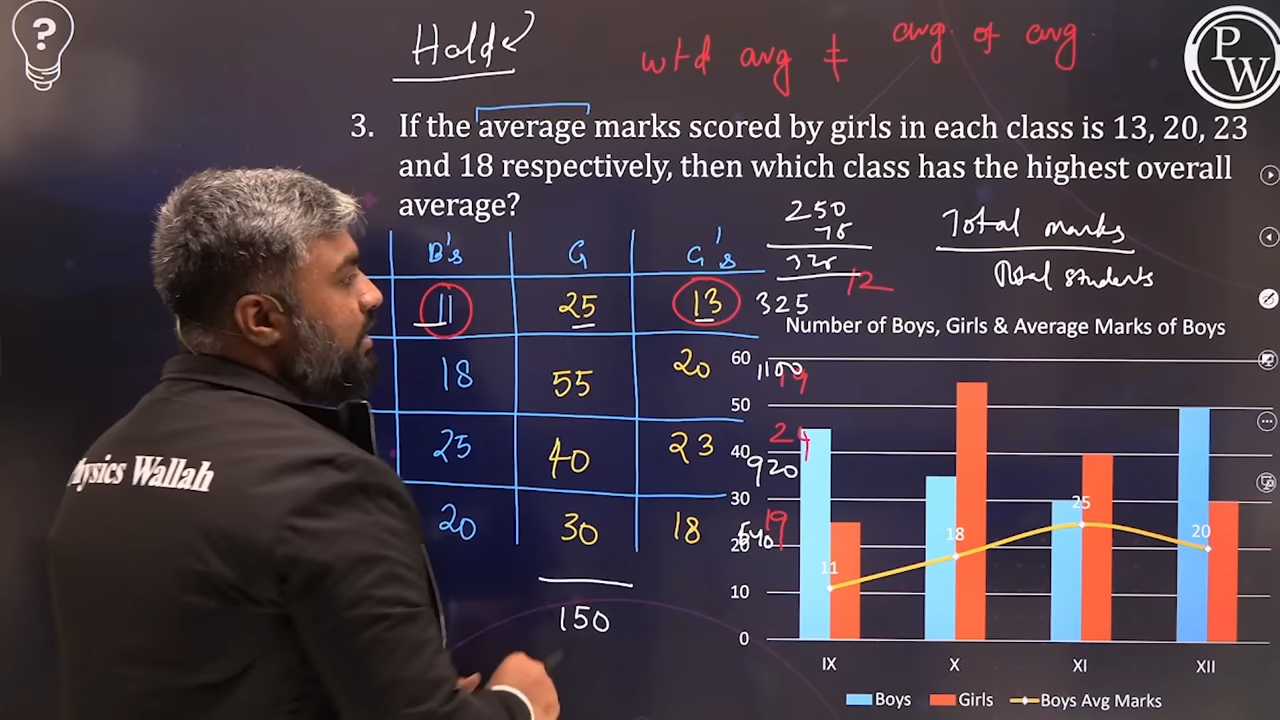 ?
Hold
wtd avg ≠ avg. of avg.
PW
3. If the average marks scored by girls in each class is 13, 20, 23
and 18 respectively, then which class has the highest overall
average?
B's G G's
11 25 13
18 55 20
25 40 23
20 30 18
150
250
75
325
12
325
1100
19
24
920
19
540
Total marks
Total students
Number of Boys, Girls & Average Marks of Boys
60
50
40
30
20
10
0
11
18
25
20
IX X XI XII
Boys Girls Boys Avg Marks
Physics Wallah